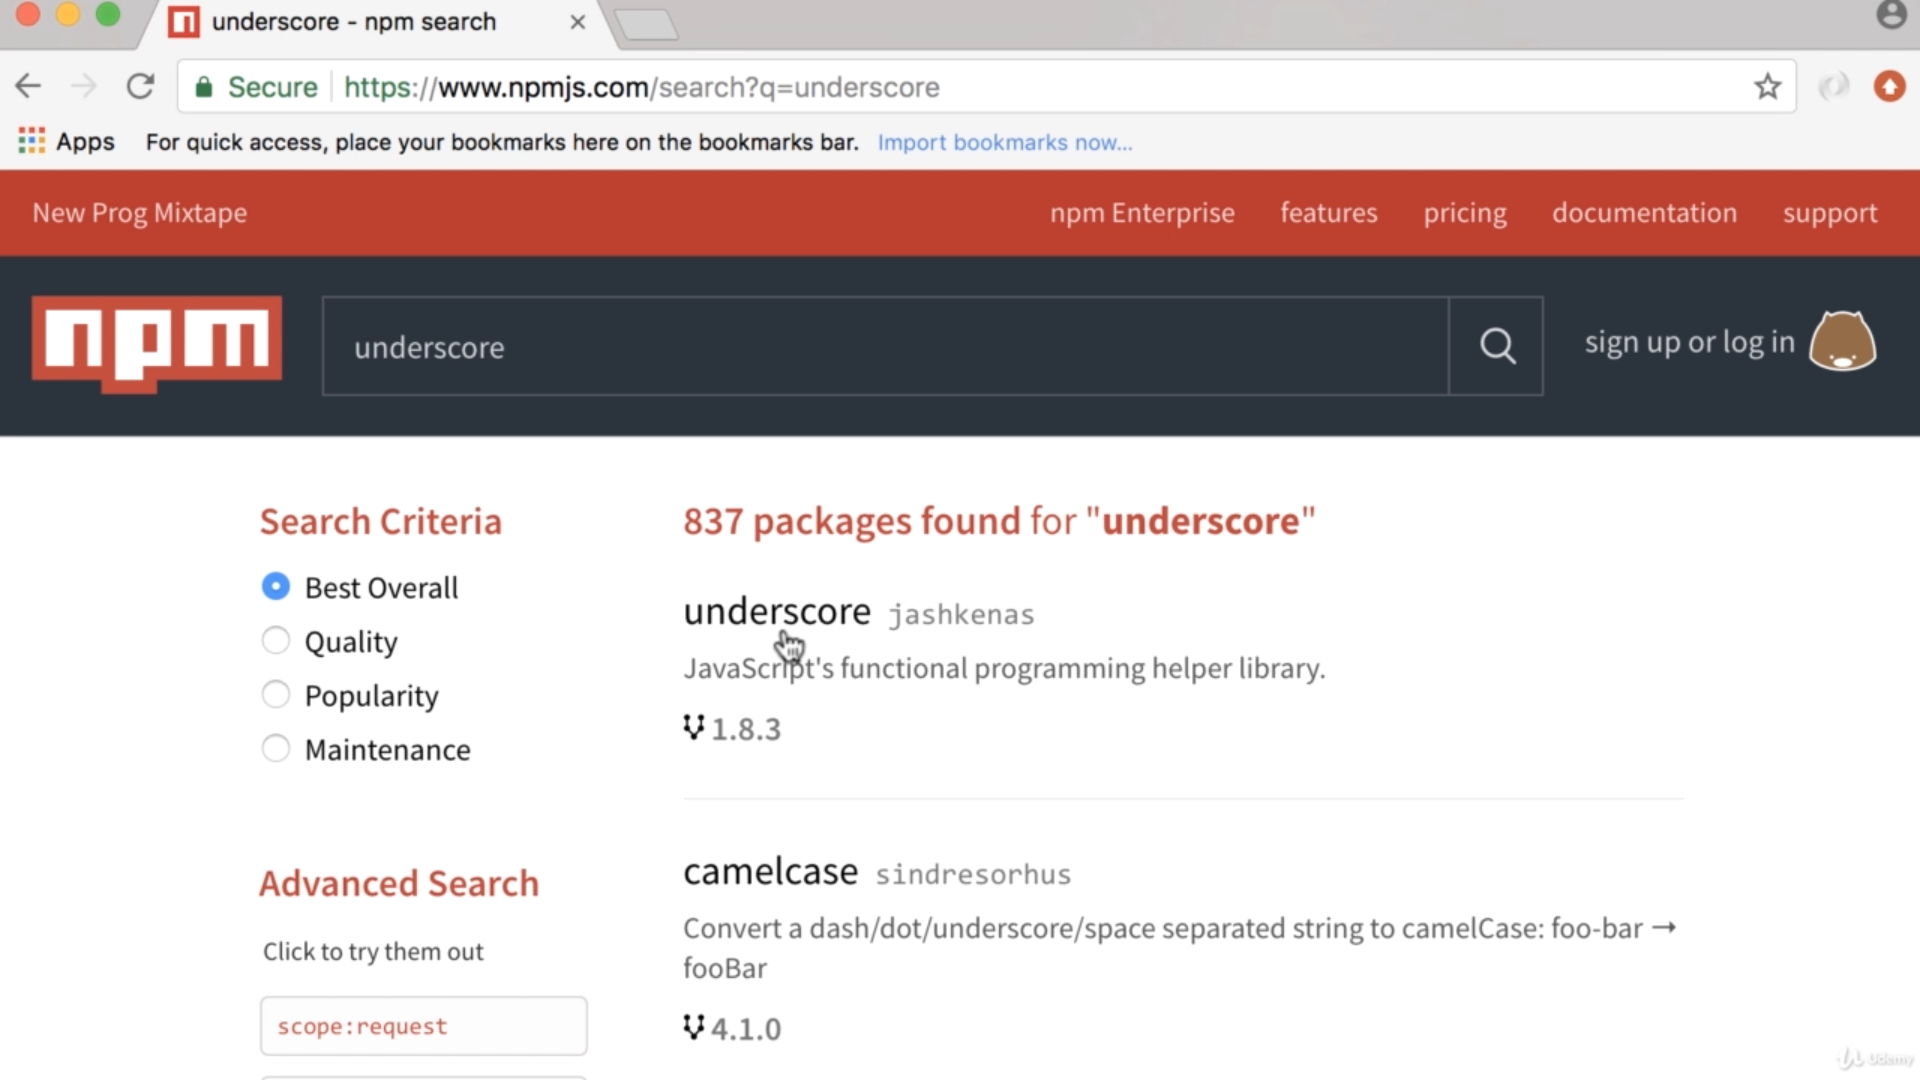 underscore - npm search
Secure https://www.npmjs.com/search?q=underscore
Apps For quick access, place your bookmarks here on the bookmarks bar. Import bookmarks now...
New Prog Mixtape npm Enterprise features pricing documentation support
npm underscore sign up or log in
Search Criteria
Best Overall
Quality
Popularity
Maintenance
Advanced Search
Click to try them out
scope:request
837 packages found for "underscore"
underscore jashkenas
JavaScript's functional programming helper library.
1.8.3
camelcase sindresorhus
Convert a dash/dot/underscore/space separated string to camelCase: foo-bar →
fooBar
4.1.0
Udemy